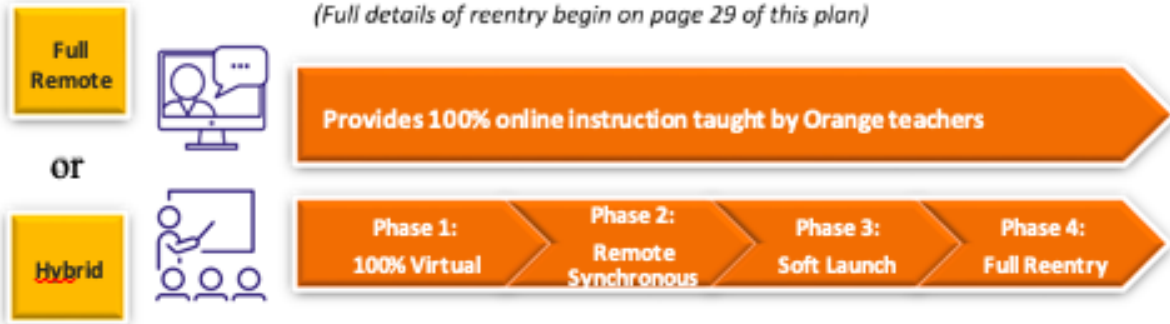 (Full details of reentry begin on page 29 of this plan)
Full
Remote
Provides 100% online instruction taught by Orange teachers
or
Hybrid
Phase 1:
100% Virtual
Phase 2:
Remote
Synchronous
Phase 3:
Soft Launch
Phase 4:
Full Reentry